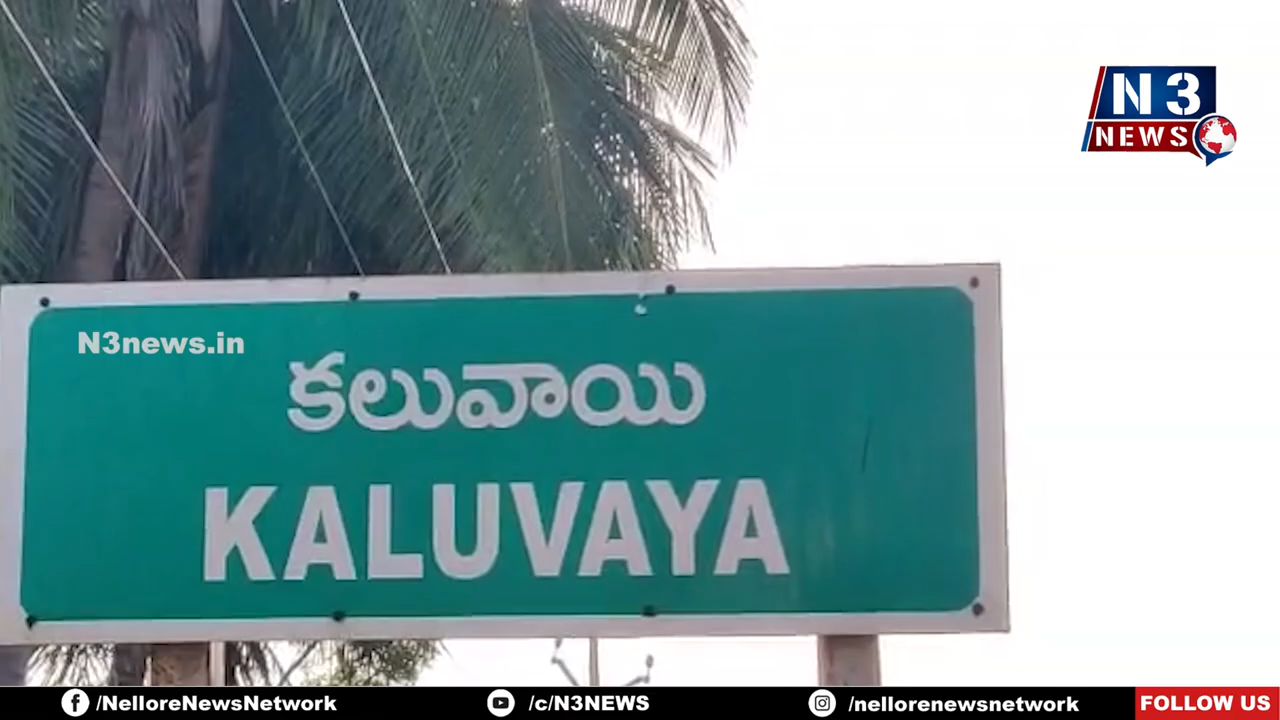 N3
NEWS
N3news.in
కలువాయి
KALUVAYA
/NelloreNewsNetwork
/c/N3NEWS
/nellorenewsnetwork
FOLLOW US